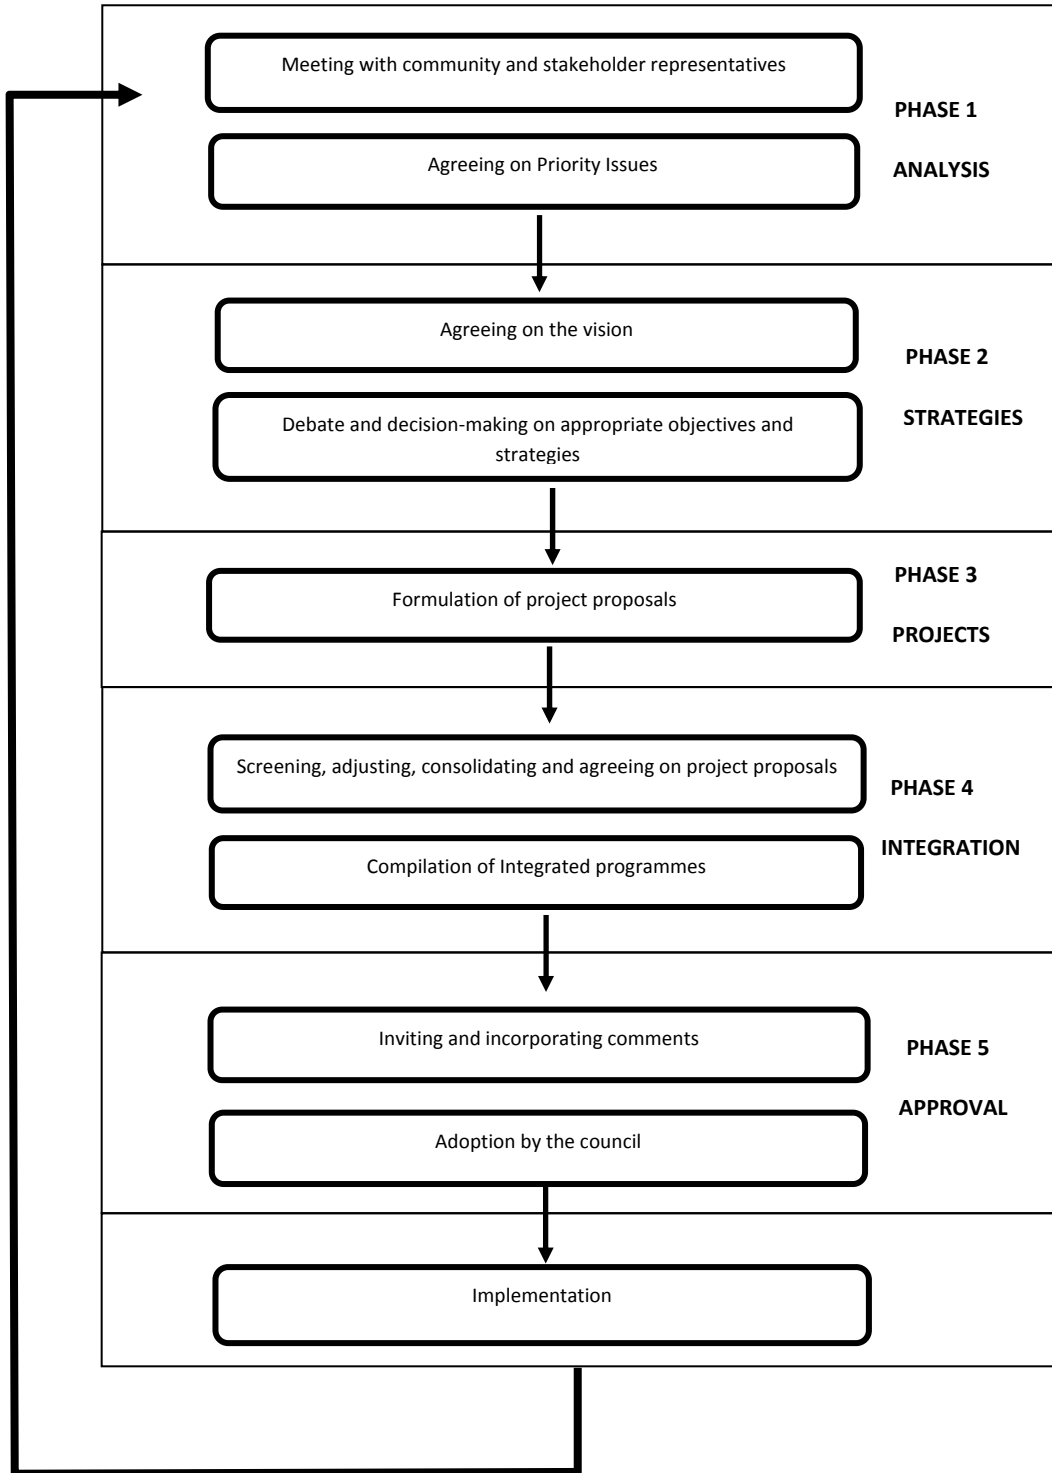 Meeting with community and stakeholder representatives
PHASE 1
Agreeing on Priority Issues
ANALYSIS
Agreeing on the vision
PHASE 2
Debate and decision-making on appropriate objectives and
strategies
STRATEGIES
PHASE 3
Formulation of project proposals
PROJECTS
Screening, adjusting, consolidating and agreeing on project proposals
PHASE 4
INTEGRATION
Compilation of Integrated programmes
Inviting and incorporating comments
PHASE 5
APPROVAL
Adoption by the council
Implementation